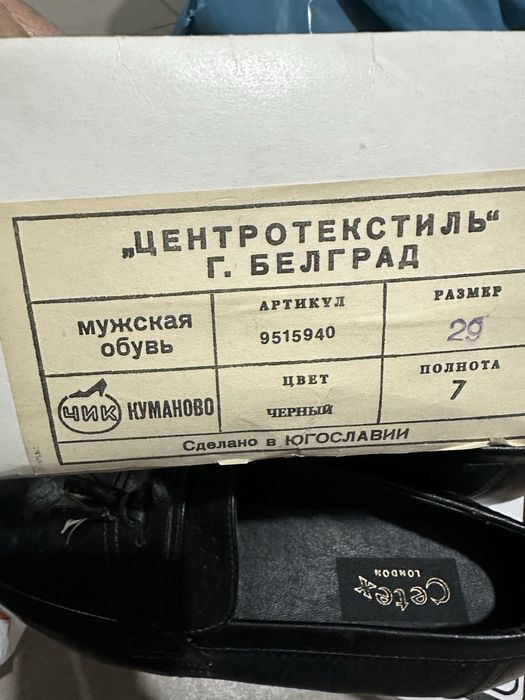 „ЦЕНТРОТЕКСТИЛЬ“
Г. БЕЛГРАД
мужская
обувь
АРТИКУЛ
9515940
РАЗМЕР
29
ЧИК КУМАНОВО
ЦВЕТ
ЧЕРНЫЙ
ПОЛНОТА
7
Сделано в ЮГОСЛАВИИ
Cetex
LONDON